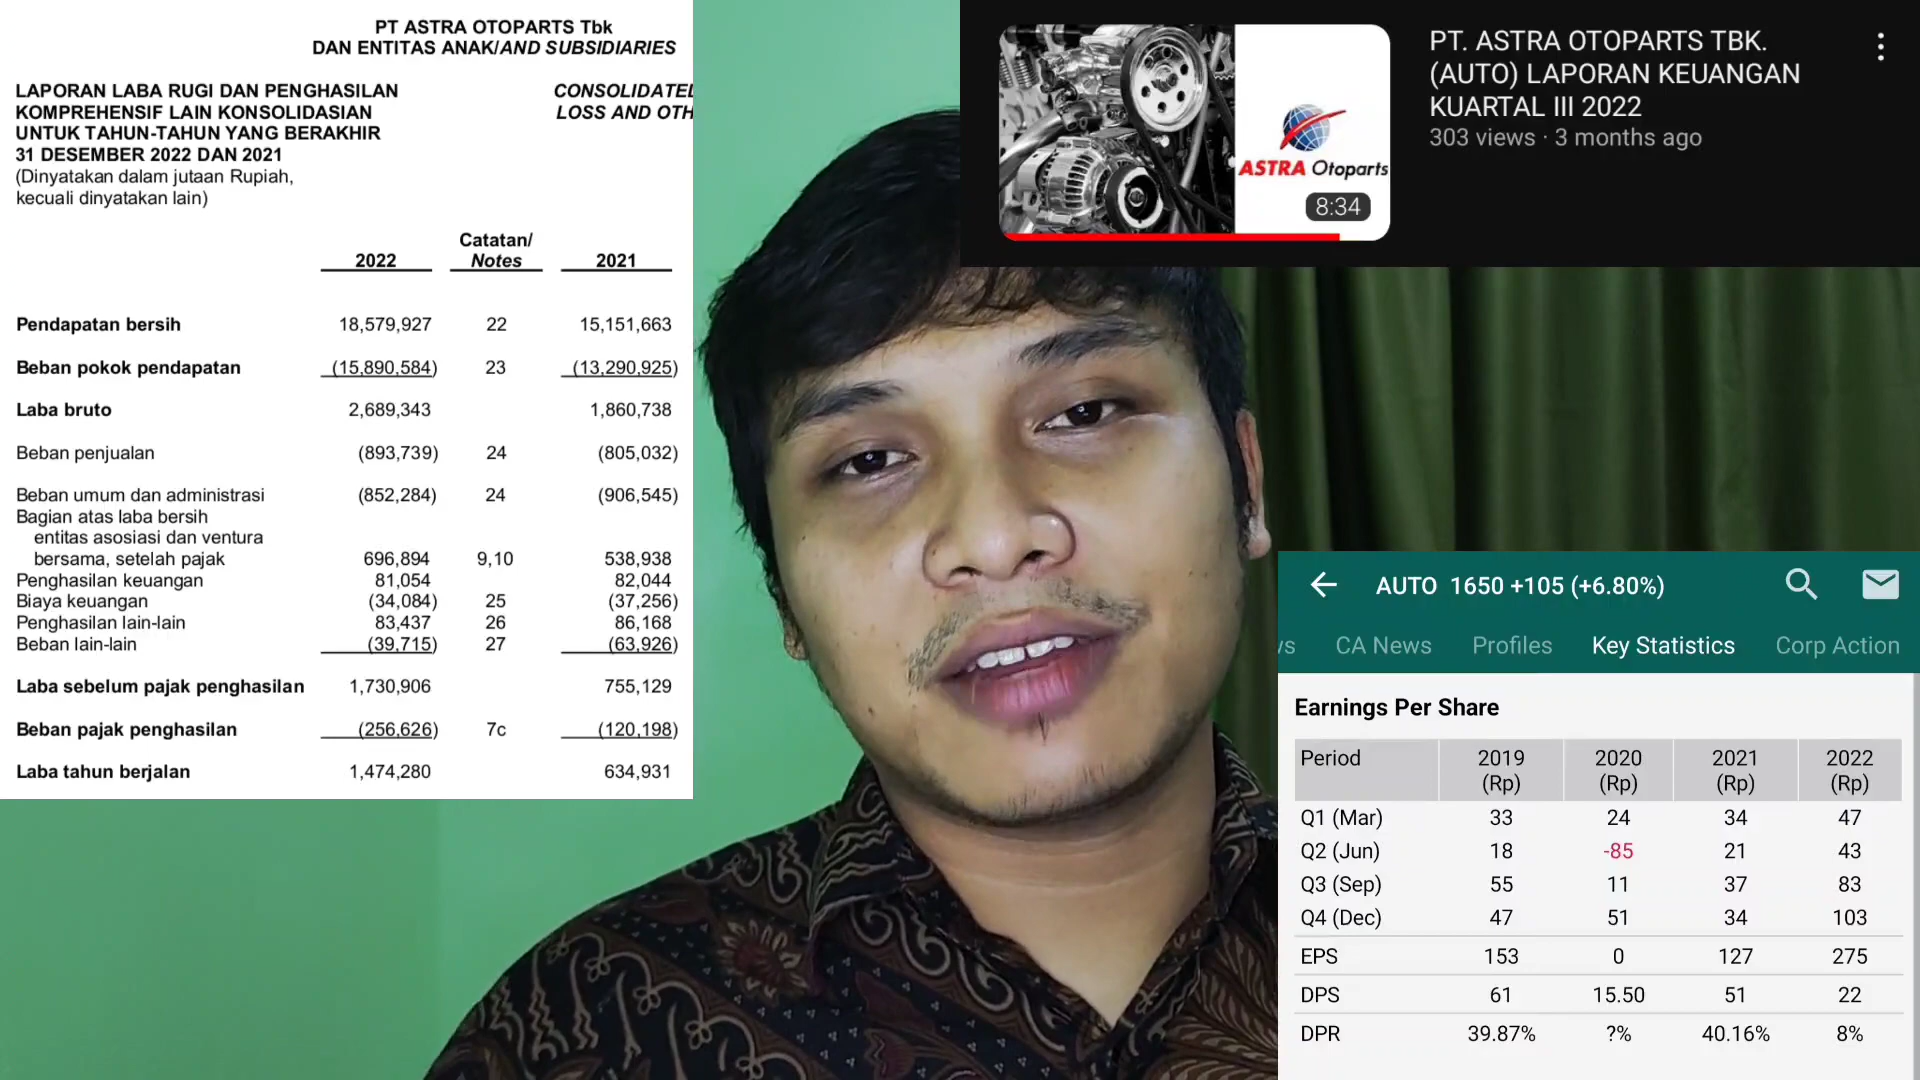 PT ASTRA OTOPARTS Tbk
DAN ENTITAS ANAK/AND SUBSIDIARIES
LAPORAN LABA RUGI DAN PENGHASILAN
KOMPREHENSIF LAIN KONSOLIDASIAN
UNTUK TAHUN-TAHUN YANG BERAKHIR
31 DESEMBER 2022 DAN 2021
(Dinyatakan dalam jutaan Rupiah,
kecuali dinyatakan lain)
CONSOLIDATED
LOSS AND OTH
2022 Catatan/ Notes 2021
Pendapatan bersih 18,579,927 22 15,151,663
Beban pokok pendapatan (15,890,584) 23 (13,290,925)
Laba bruto 2,689,343 1,860,738
Beban penjualan (893,739) 24 (805,032)
Beban umum dan administrasi (852,284) 24 (906,545)
Bagian atas laba bersih
entitas asosiasi dan ventura
bersama, setelah pajak 696,894 9,10 538,938
Penghasilan keuangan 81,054 82,044
Biaya keuangan (34,084) 25 (37,256)
Penghasilan lain-lain 83,437 26 86,168
Beban lain-lain (39,715) 27 (63,926)
Laba sebelum pajak penghasilan 1,730,906 755,129
Beban pajak penghasilan (256,626) 7c (120,198)
Laba tahun berjalan 1,474,280 634,931
ASTRA Otoparts
8:34
PT. ASTRA OTOPARTS TBK.
(AUTO) LAPORAN KEUANGAN
KUARTAL III 2022
303 views · 3 months ago
AUTO 1650 +105 (+6.80%)
vs CA News Profiles Key Statistics Corp Action
Earnings Per Share
Period 2019 2020 2021 2022
(Rp) (Rp) (Rp) (Rp)
Q1 (Mar) 33 24 34 47
Q2 (Jun) 18 -85 21 43
Q3 (Sep) 55 11 37 83
Q4 (Dec) 47 51 34 103
EPS 153 0 127 275
DPS 61 15.50 51 22
DPR 39.87% ?% 40.16% 8%